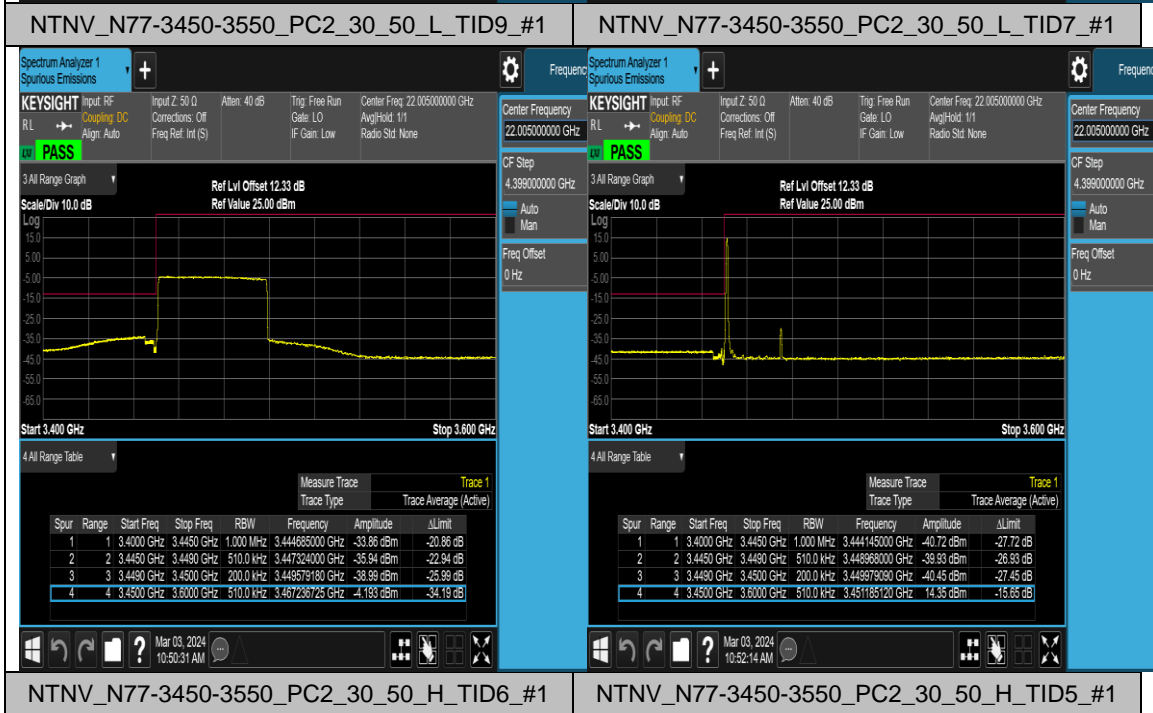 NTNV_N77-3450-3550_PC2_30_50_L_TID9_#1
NTNV_N77-3450-3550_PC2_30_50_L_TID7_#1
Spectrum Analyzer 1
Spurious Emissions
+
Frequenc
KEYSIGHT Input: RF Input Z: 50 Ω Atten: 40 dB Trig: Free Run Center Freq: 22.005000000 GHz
Coupling: DC Corrections: Off Gate: LO Avg|Hold: 1/1
RL Align: Auto Freq Ref: Int (S) IF Gain: Low Radio Std: None
PASS
Center Frequency
22.005000000 GHz
CF Step
4.399000000 GHz
Auto
Man
Freq Offset
0 Hz
3 All Range Graph
Ref Lvl Offset 12.33 dB
Scale/Div 10.0 dB Ref Value 25.00 dBm
Log
15.0
5.00
-5.00
-15.0
-25.0
-35.0
-45.0
-55.0
-65.0
Start 3.400 GHz Stop 3.600 GHz
4 All Range Table
Measure Trace Trace 1
Trace Type Trace Average (Active)
Spur Range Start Freq Stop Freq RBW Frequency Amplitude ΔLimit
1 1 3.4000 GHz 3.4450 GHz 1.000 MHz 3.444685000 GHz -33.86 dBm -20.86 dB
2 2 3.4450 GHz 3.4490 GHz 510.0 kHz 3.447324000 GHz -35.94 dBm -22.94 dB
3 3 3.4490 GHz 3.4500 GHz 200.0 kHz 3.449579180 GHz -38.99 dBm -25.99 dB
4 4 3.4500 GHz 3.6000 GHz 510.0 kHz 3.467236725 GHz -4.193 dBm -34.19 dB
?
Mar 03, 2024
10:50:31 AM
Spectrum Analyzer 1
Spurious Emissions
+
Frequenc
KEYSIGHT Input: RF Input Z: 50 Ω Atten: 40 dB Trig: Free Run Center Freq: 22.005000000 GHz
Coupling: DC Corrections: Off Gate: LO Avg|Hold: 1/1
RL Align: Auto Freq Ref: Int (S) IF Gain: Low Radio Std: None
PASS
Center Frequency
22.005000000 GHz
CF Step
4.399000000 GHz
Auto
Man
Freq Offset
0 Hz
3 All Range Graph
Ref Lvl Offset 12.33 dB
Scale/Div 10.0 dB Ref Value 25.00 dBm
Log
15.0
5.00
-5.00
-15.0
-25.0
-35.0
-45.0
-55.0
-65.0
Start 3.400 GHz Stop 3.600 GHz
4 All Range Table
Measure Trace Trace 1
Trace Type Trace Average (Active)
Spur Range Start Freq Stop Freq RBW Frequency Amplitude ΔLimit
1 1 3.4000 GHz 3.4450 GHz 1.000 MHz 3.444145000 GHz -40.72 dBm -27.72 dB
2 2 3.4450 GHz 3.4490 GHz 510.0 kHz 3.448968000 GHz -39.93 dBm -26.93 dB
3 3 3.4490 GHz 3.4500 GHz 200.0 kHz 3.449979090 GHz -40.45 dBm -27.45 dB
4 4 3.4500 GHz 3.6000 GHz 510.0 kHz 3.451185120 GHz 14.35 dBm -15.65 dB
?
Mar 03, 2024
10:52:14 AM
NTNV_N77-3450-3550_PC2_30_50_H_TID6_#1
NTNV_N77-3450-3550_PC2_30_50_H_TID5_#1